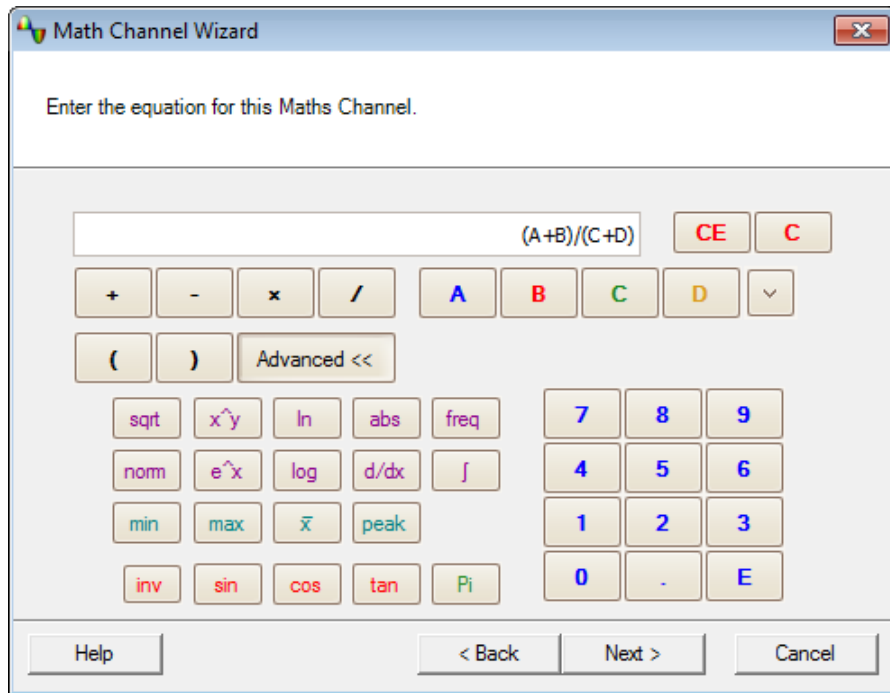 Math Channel Wizard
Enter the equation for this Maths Channel.
(A+B)/(C+D) CE C
+ - × / A B C D
( ) Advanced <<
sqrt x^y ln abs freq 7 8 9
norm e^x log d/dx ∫ 4 5 6
min max x̄ peak 1 2 3
inv sin cos tan Pi 0 . E
Help < Back Next > Cancel